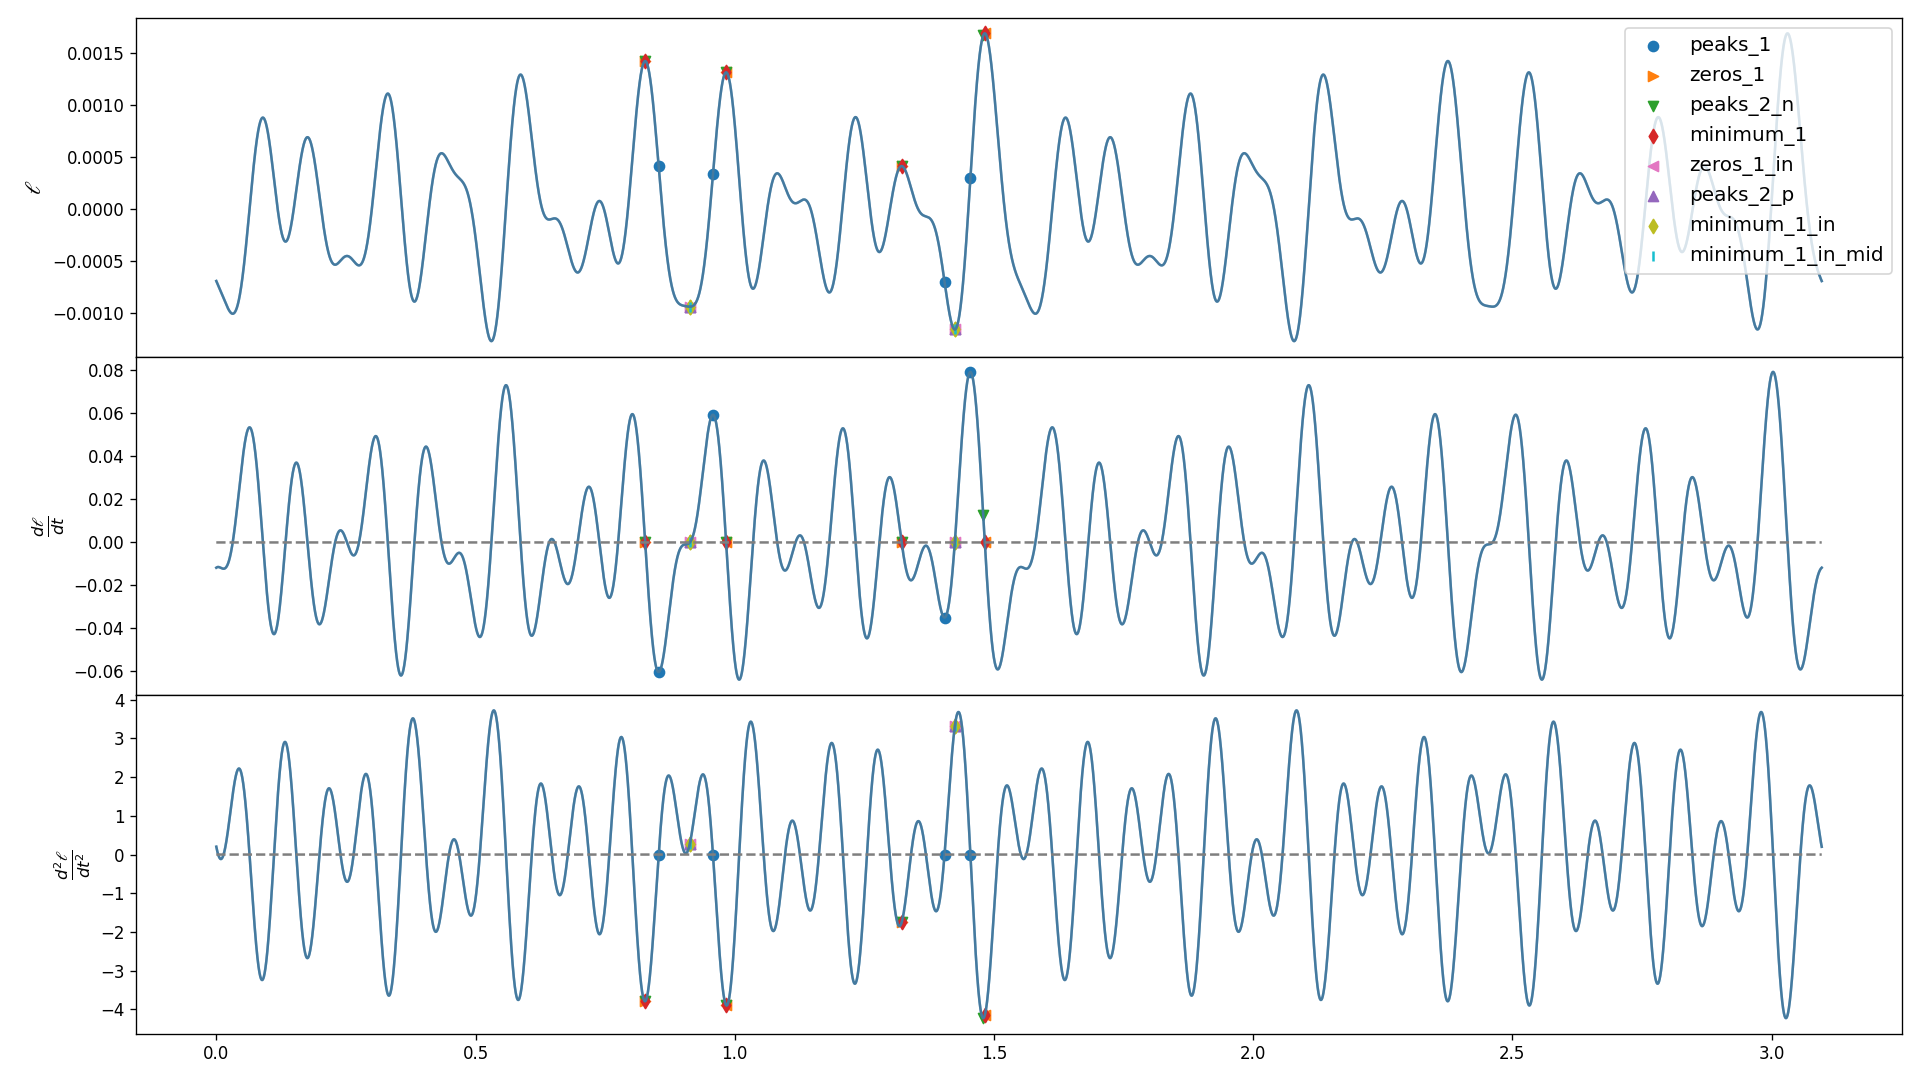 0.0015
0.0010
0.0005
0.0000
−0.0005
−0.0010
ℓ
peaks_1
zeros_1
peaks_2_n
minimum_1
zeros_1_in
peaks_2_p
minimum_1_in
minimum_1_in_mid
0.08
0.06
0.04
0.02
0.00
−0.02
−0.04
−0.06
dℓ/dt
4
3
2
1
0
−1
−2
−3
−4
d²ℓ/dt²
0.0 0.5 1.0 1.5 2.0 2.5 3.0